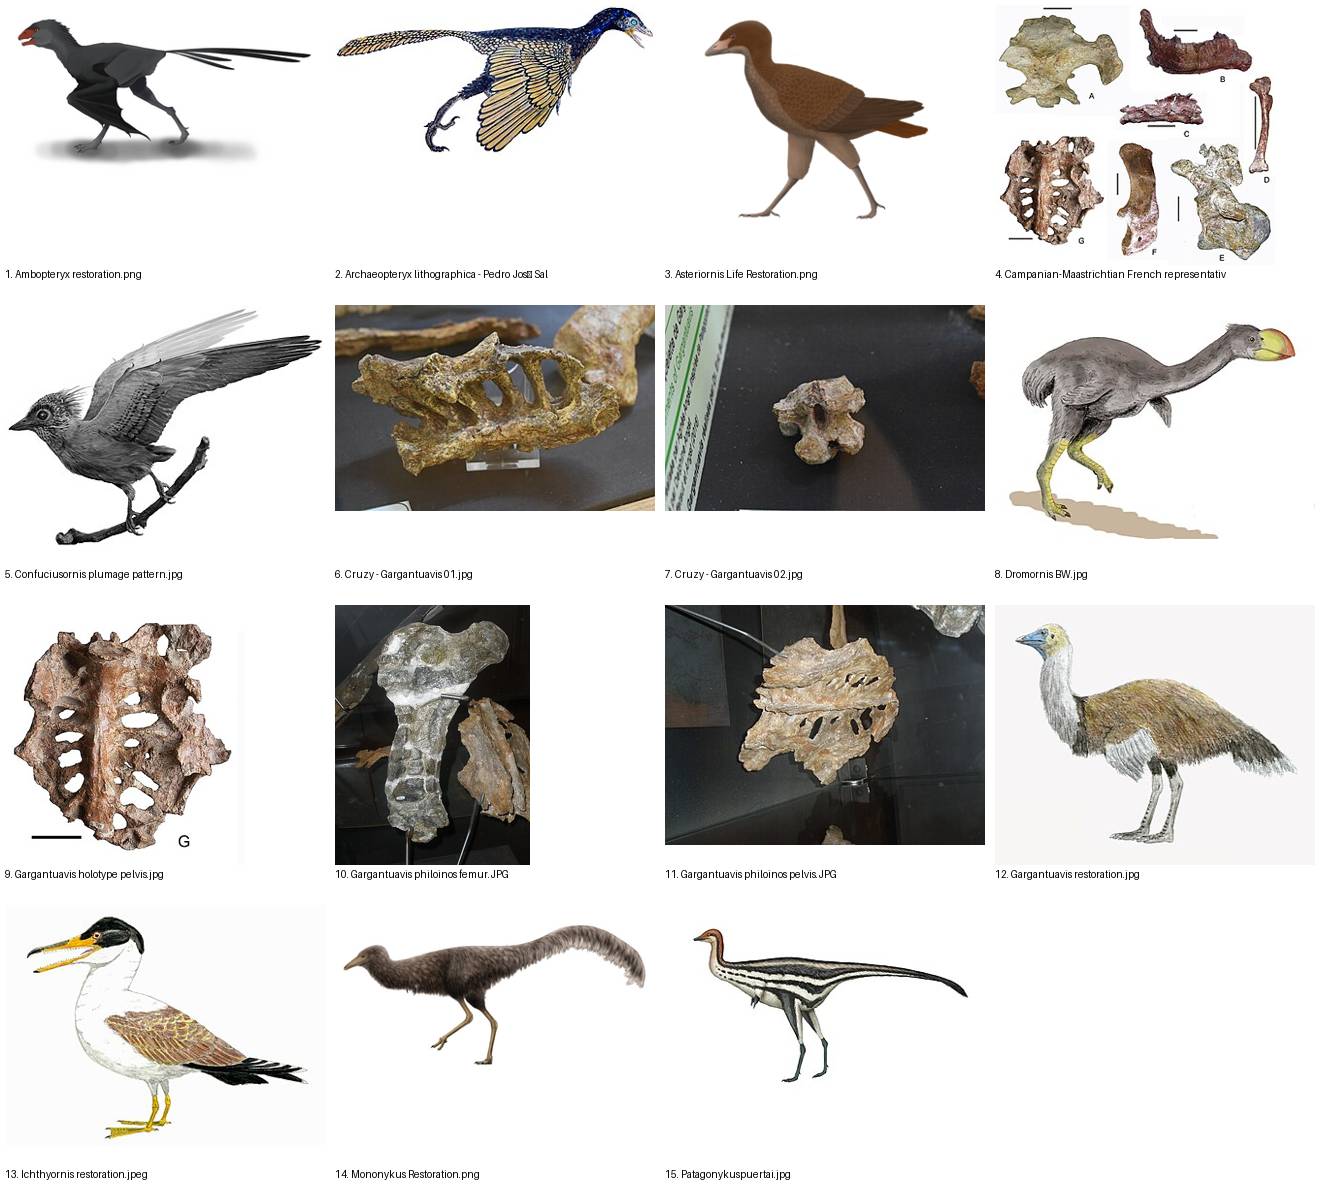 A
B
C
D
G
F
E
1. Ambopteryx restoration.png
2. Archaeopteryx lithographica - Pedro Jos Sal
3. Asteriornis Life Restoration.png
4. Campanian-Maastrichtian French representativ
5. Confuciusornis plumage pattern.jpg
6. Cruzy - Gargantuavis 01.jpg
7. Cruzy - Gargantuavis 02.jpg
8. Dromornis BW.jpg
G
9. Gargantuavis holotype pelvis.jpg
10. Gargantuavis philoinos femur.JPG
11. Gargantuavis philoinos pelvis.JPG
12. Gargantuavis restoration.jpg
13. Ichthyornis restoration.jpeg
14. Mononykus Restoration.png
15. Patagonykuspuertai.jpg